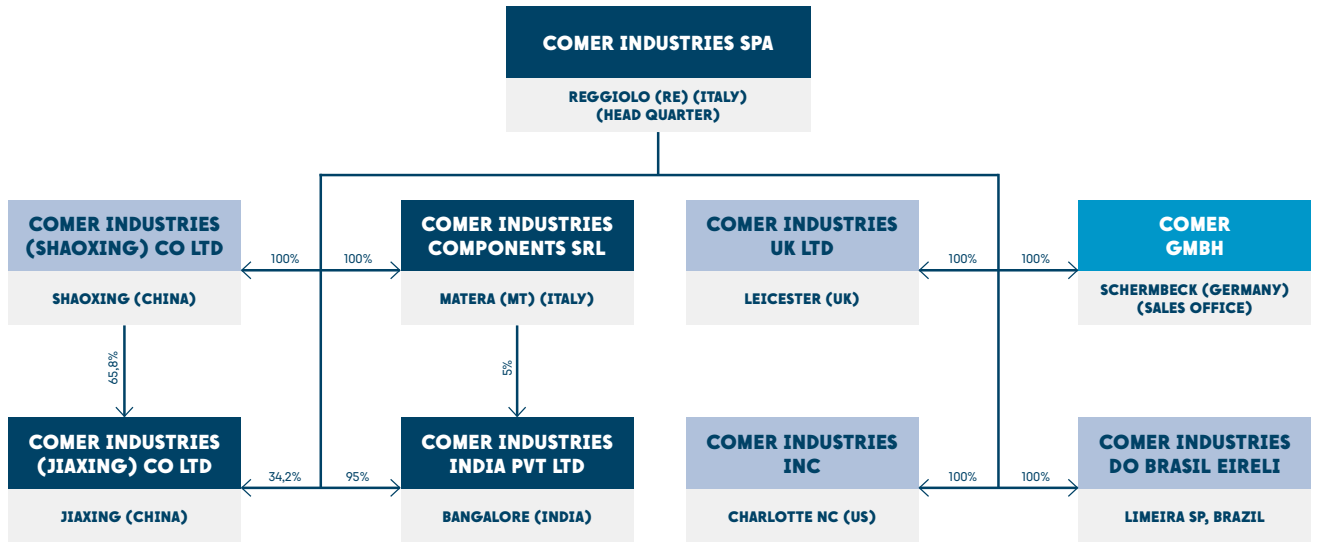 COMER INDUSTRIES SPA
REGGIOLO (RE) (ITALY)
(HEAD QUARTER)
COMER INDUSTRIES
(SHAOXING) CO LTD
SHAOXING (CHINA)
100%
100%
COMER INDUSTRIES
COMPONENTS SRL
MATERA (MT) (ITALY)
COMER INDUSTRIES
UK LTD
LEICESTER (UK)
100%
100%
COMER
GMBH
SCHERMBECK (GERMANY)
(SALES OFFICE)
65,8%
5%
COMER INDUSTRIES
(JIAXING) CO LTD
JIAXING (CHINA)
34,2%
95%
COMER INDUSTRIES
INDIA PVT LTD
BANGALORE (INDIA)
COMER INDUSTRIES
INC
CHARLOTTE NC (US)
100%
100%
COMER INDUSTRIES
DO BRASIL EIRELI
LIMEIRA SP, BRAZIL